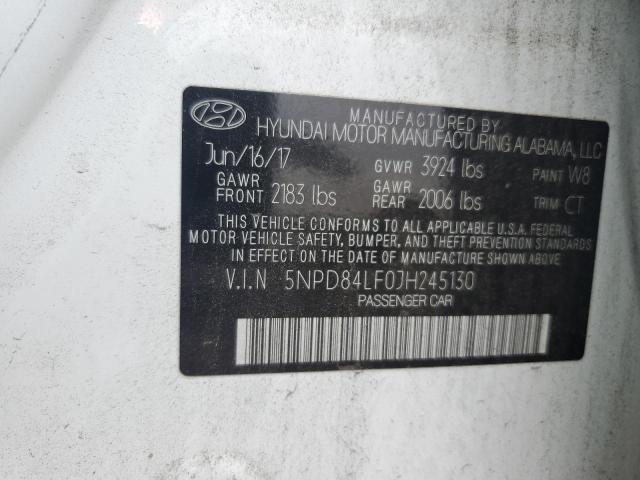 MANUFACTURED BY
HYUNDAI MOTOR MANUFACTURING ALABAMA, LLC
Jun/16/17 GVWR 3924 lbs PAINT W8
GAWR FRONT 2183 lbs GAWR REAR 2006 lbs TRIM CT
THIS VEHICLE CONFORMS TO ALL APPLICABLE U.S.A. FEDERAL
MOTOR VEHICLE SAFETY, BUMPER, AND THEFT PREVENTION
STANDARDS IN EFFECT ON THE
DATE OF MANUFACTURE SHOWN ABOVE.
V.I.N 5NPD84LF0JH245130
PASSENGER CAR